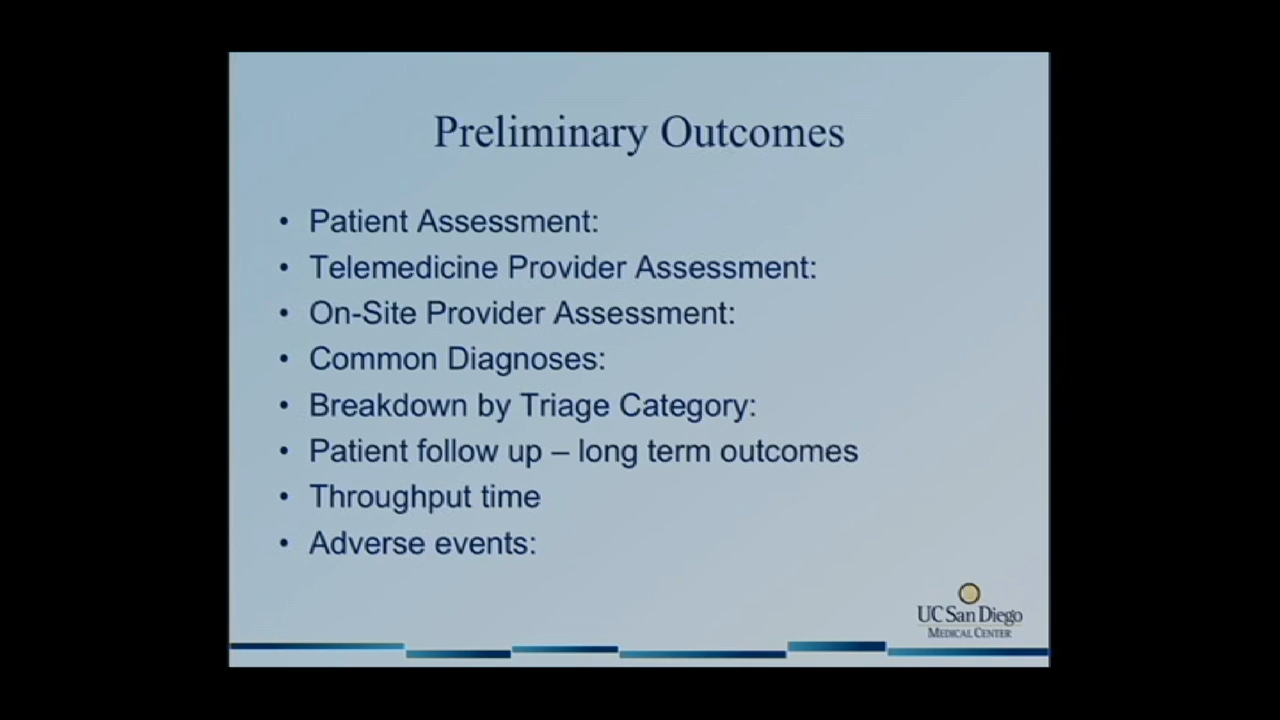 Preliminary Outcomes
• Patient Assessment:
• Telemedicine Provider Assessment:
• On-Site Provider Assessment:
• Common Diagnoses:
• Breakdown by Triage Category:
• Patient follow up – long term outcomes
• Throughput time
• Adverse events:
UC San Diego
MEDICAL CENTER